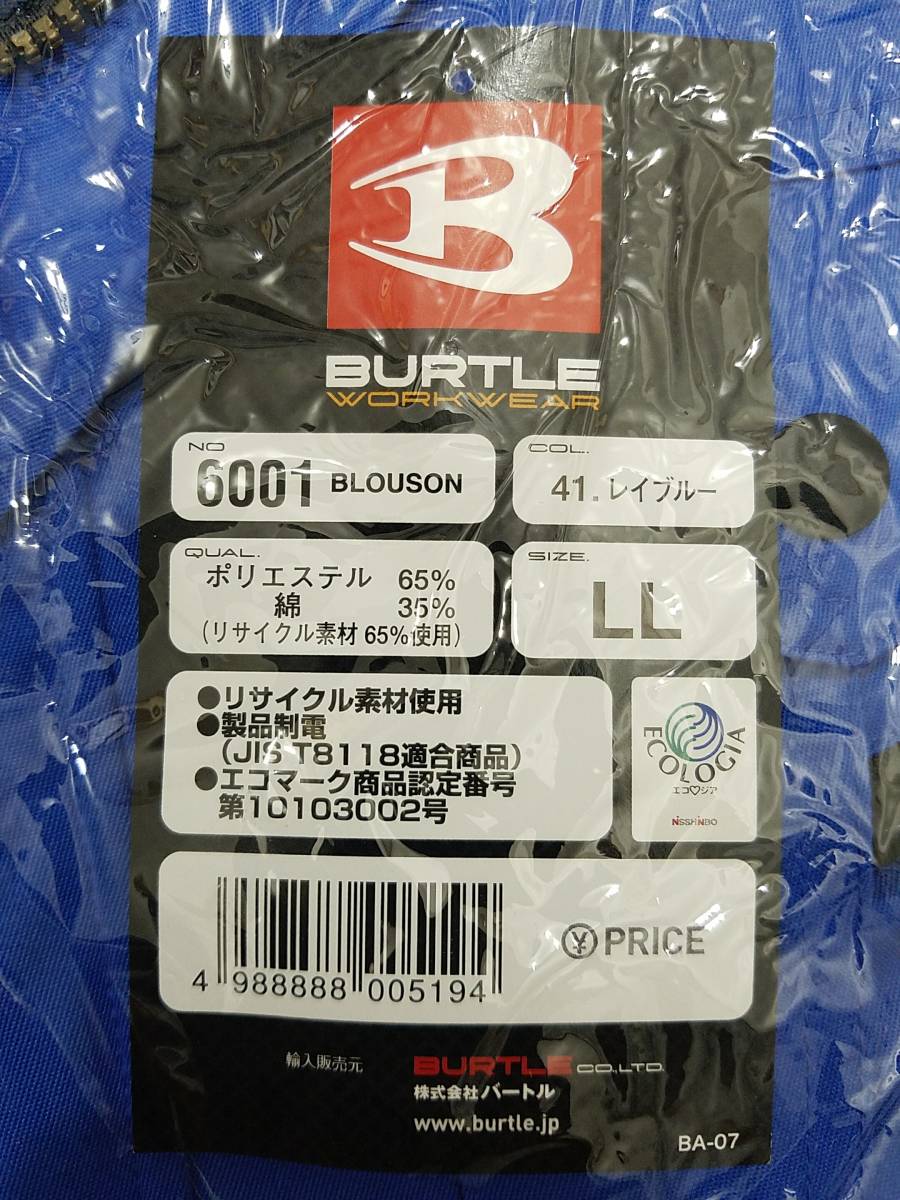 B
BURTLE
WORKWEAR
NO
6001 BLOUSON
COL.
41. レイブルー
QUAL.
ポリエステル 65%
綿 35%
(リサイクル素材 65%使用)
SIZE.
LL
●リサイクル素材使用
●製品制電
(JIS T8118適合商品)
●エコマーク商品認定番号
第10103002号
ECOLOGIA
エコ♡ジア
NISSHINBO
4 988888 005194
¥ PRICE
輸入販売元
BURTLE CO.LTD.
株式会社バートル
www.burtle.jp
BA-07